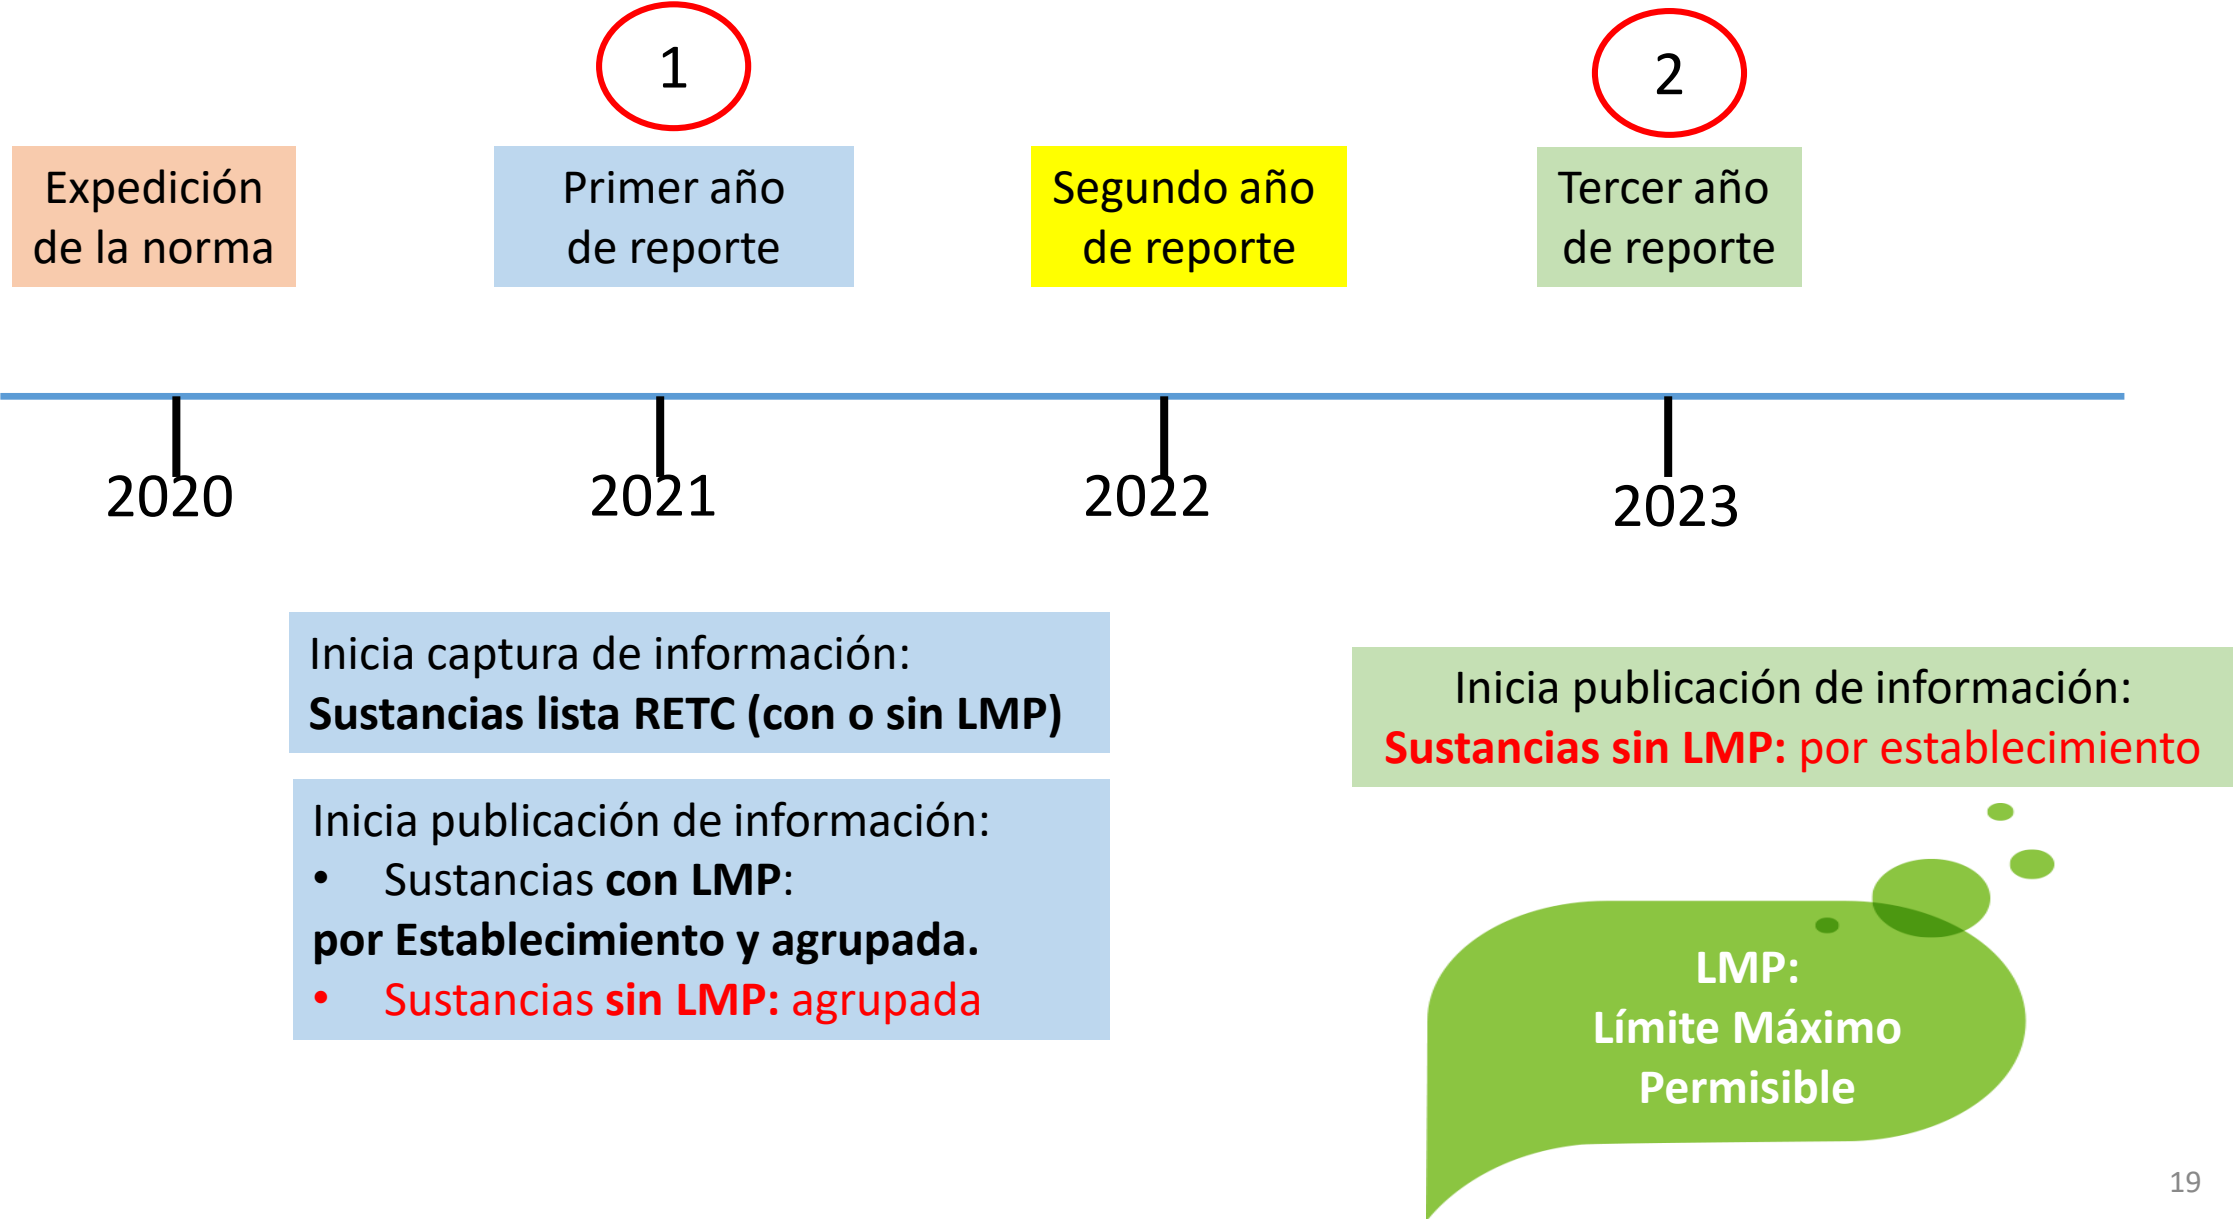 1
2
Expedición
de la norma
Primer año
de reporte
Segundo año
de reporte
Tercer año
de reporte
2020
2021
2022
2023
Inicia captura de información:
Sustancias lista RETC (con o sin LMP)
Inicia publicación de información:
• Sustancias con LMP:
por Establecimiento y agrupada.
• Sustancias sin LMP: agrupada
Inicia publicación de información:
Sustancias sin LMP: por establecimiento
LMP:
Límite Máximo
Permisible
19